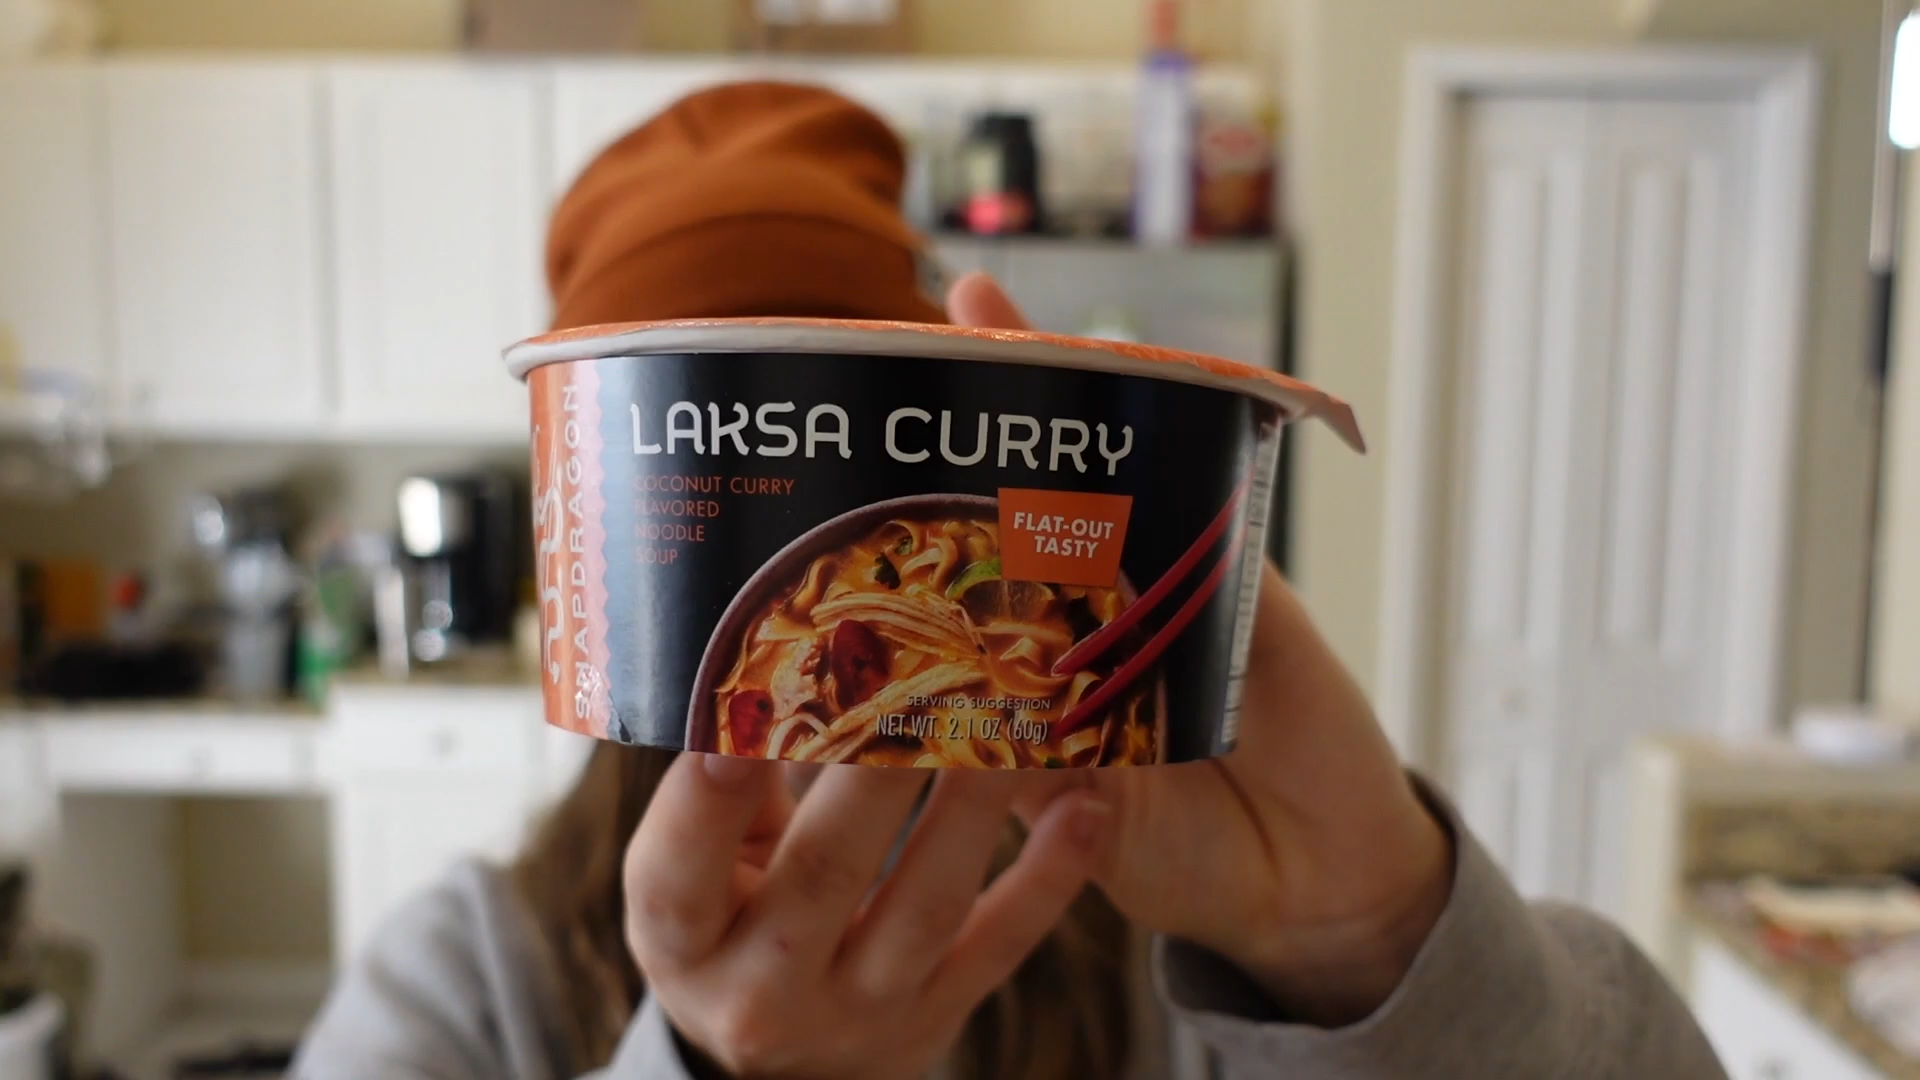 SNAPDRAGON
LAKSA CURRY
COCONUT CURRY
FLAVORED
NOODLE
SOUP
FLAT-OUT
TASTY
SERVING SUGGESTION
NET WT. 2.1 OZ (60g)